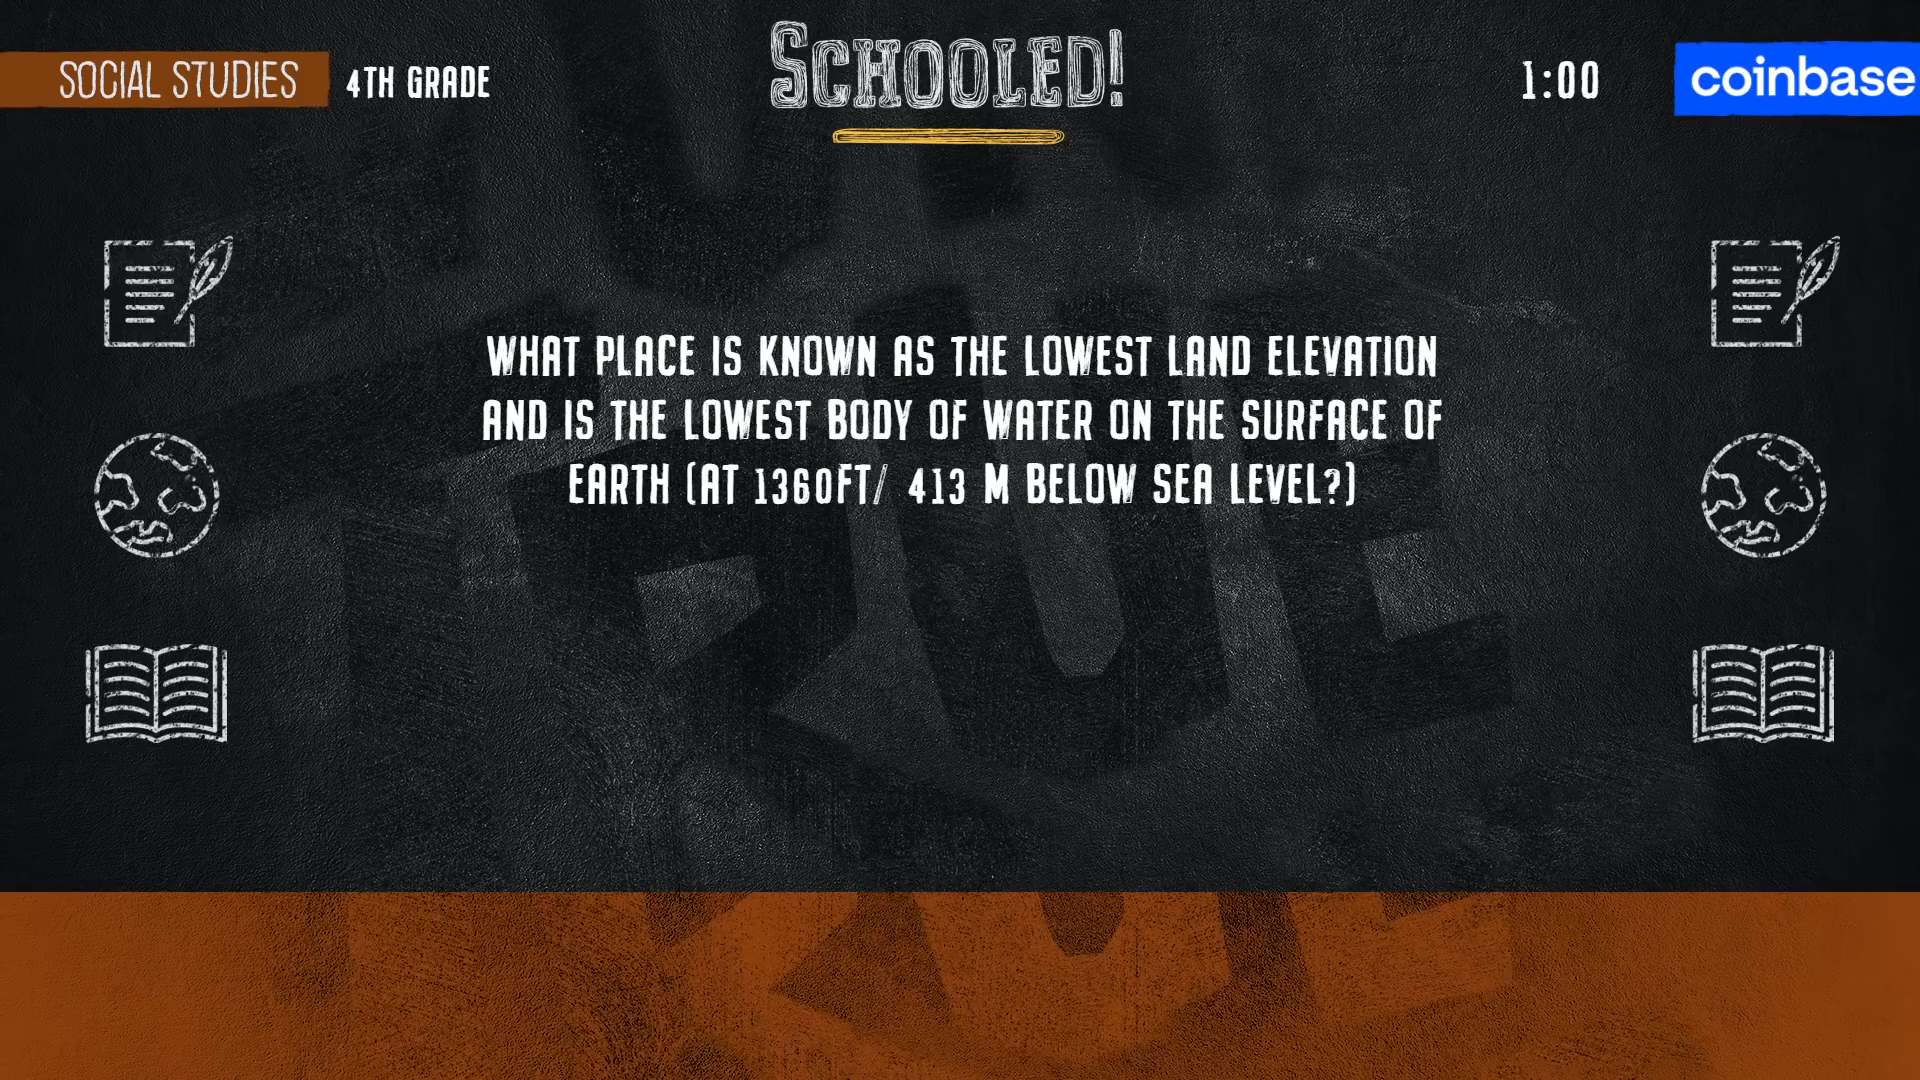 SCHOOLED!
SOCIAL STUDIES 4TH GRADE
1:00
coinbase
WHAT PLACE IS KNOWN AS THE LOWEST LAND ELEVATION
AND IS THE LOWEST BODY OF WATER ON THE SURFACE OF
EARTH (AT 1360FT/ 413 M BELOW SEA LEVEL?)
TRUE